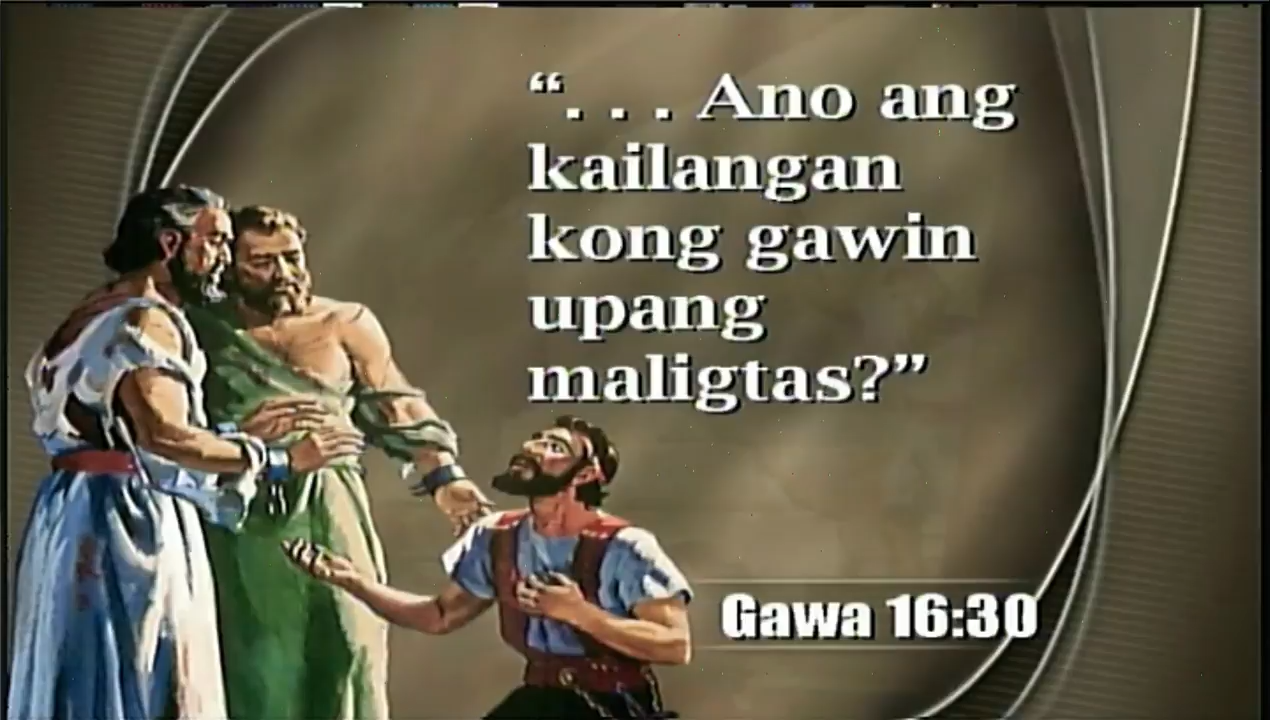 “. . . Ano ang
kailangan
kong gawin
upang
maligtas?”
Gawa 16:30